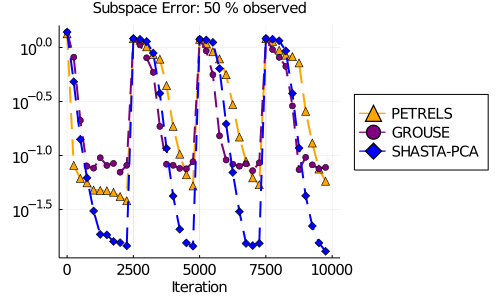 Subspace Error: 50 % observed
10^0.0
10^-0.5
10^-1.0
10^-1.5
0 2500 5000 7500 10000
Iteration
PETRELS
GROUSE
SHASTA-PCA